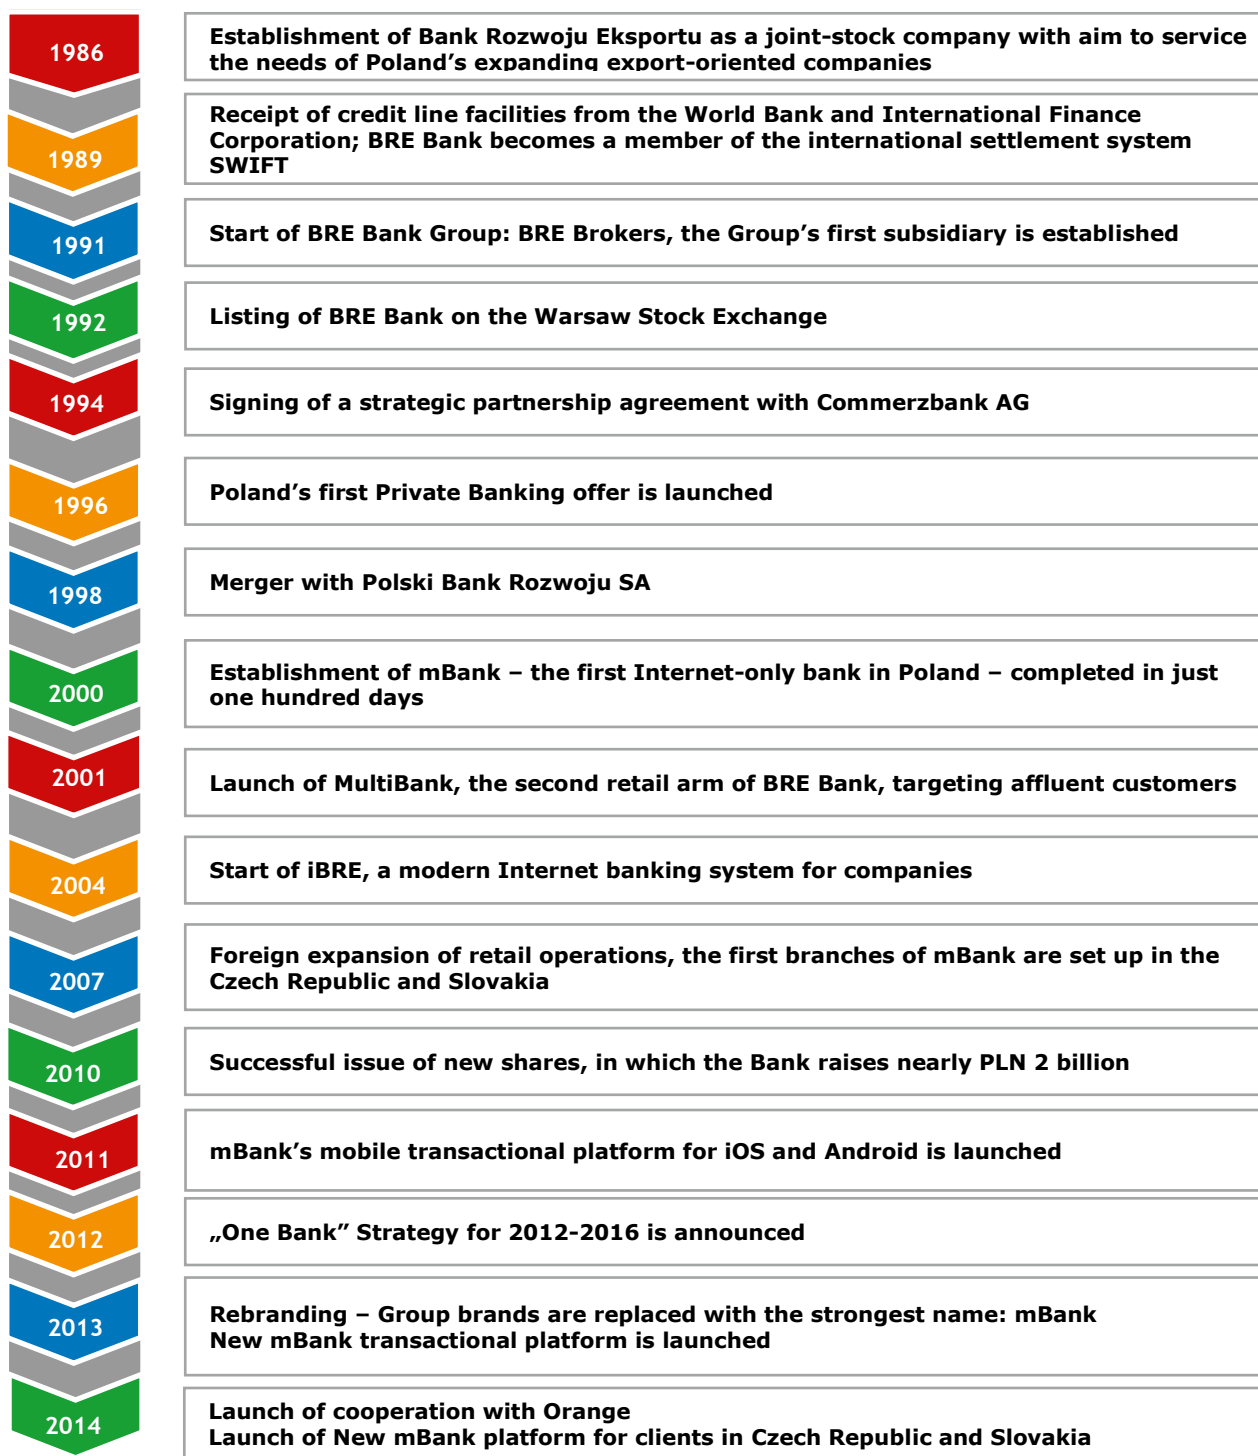 1986
Establishment of Bank Rozwoju Eksportu as a joint-stock company with aim to service
the needs of Poland’s expanding export-oriented companies
1989
Receipt of credit line facilities from the World Bank and International Finance
Corporation; BRE Bank becomes a member of the international settlement system
SWIFT
1991
Start of BRE Bank Group: BRE Brokers, the Group’s first subsidiary is established
1992
Listing of BRE Bank on the Warsaw Stock Exchange
1994
Signing of a strategic partnership agreement with Commerzbank AG
1996
Poland’s first Private Banking offer is launched
1998
Merger with Polski Bank Rozwoju SA
2000
Establishment of mBank – the first Internet-only bank in Poland – completed in just
one hundred days
2001
Launch of MultiBank, the second retail arm of BRE Bank, targeting affluent customers
2004
Start of iBRE, a modern Internet banking system for companies
2007
Foreign expansion of retail operations, the first branches of mBank are set up in the
Czech Republic and Slovakia
2010
Successful issue of new shares, in which the Bank raises nearly PLN 2 billion
2011
mBank’s mobile transactional platform for iOS and Android is launched
2012
„One Bank” Strategy for 2012-2016 is announced
2013
Rebranding – Group brands are replaced with the strongest name: mBank
New mBank transactional platform is launched
2014
Launch of cooperation with Orange
Launch of New mBank platform for clients in Czech Republic and Slovakia